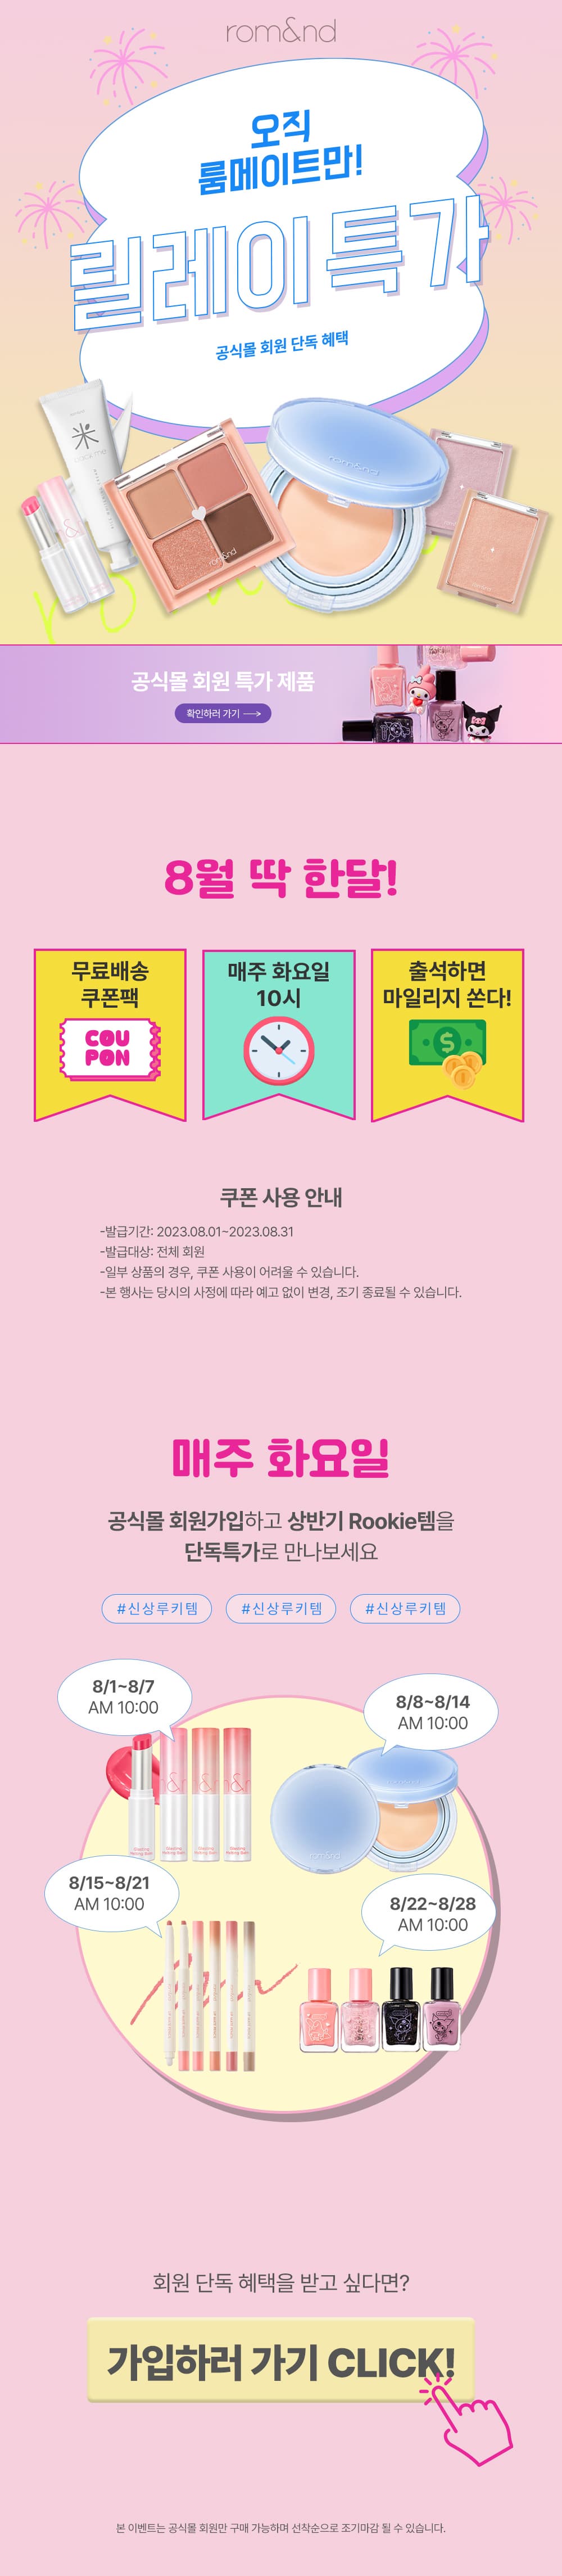 rom&nd
오직
룸메이트만!
릴레이특가
공식몰 회원 단독 혜택
米
rom&nd
rom&nd
공식몰 회원 특가 제품
확인하러 가기
8월 딱 한달!
무료배송
쿠폰팩
COU
PON
매주 화요일
10시
출석하면
마일리지 쏜다!
쿠폰 사용 안내
-발급기간: 2023.08.01~2023.08.31
-발급대상: 전체 회원
-일부 상품의 경우, 쿠폰 사용이 어려울 수 있습니다.
-본 행사는 당시의 사정에 따라 예고 없이 변경, 조기 종료될 수 있습니다.
매주 화요일
공식몰 회원가입하고 상반기 Rookie템을
단독특가로 만나보세요
#신상루키템 #신상루키템 #신상루키템
8/1~8/7
AM 10:00
8/8~8/14
AM 10:00
rom&nd
8/15~8/21
AM 10:00
8/22~8/28
AM 10:00
회원 단독 혜택을 받고 싶다면?
가입하러 가기 CLICK!
본 이벤트는 공식몰 회원만 구매 가능하며 선착순으로 조기마감 될 수 있습니다.